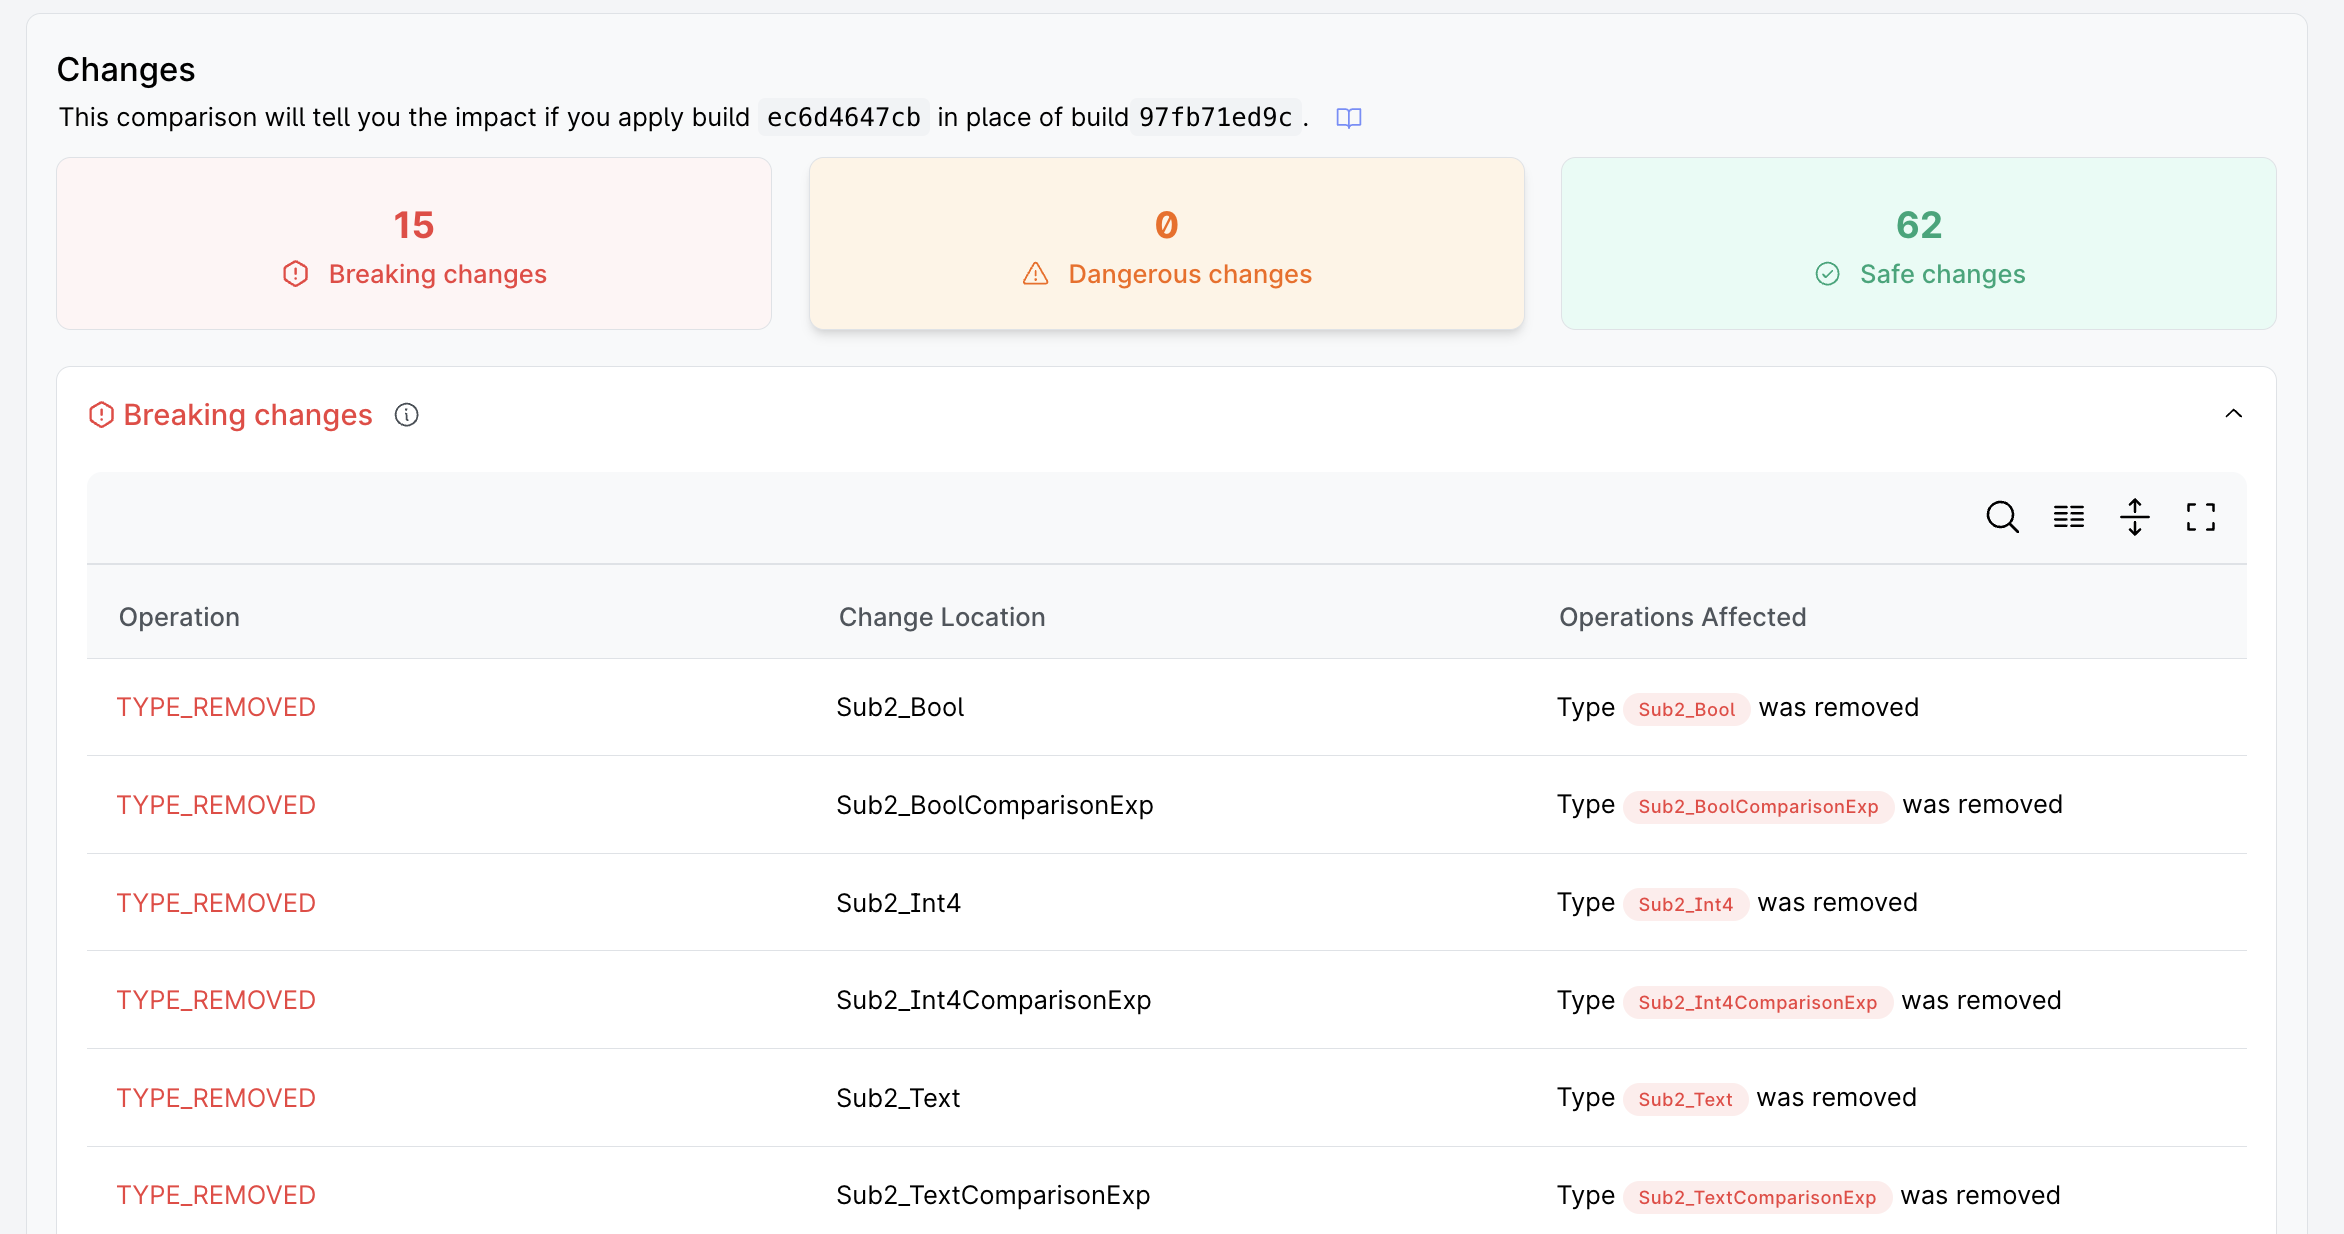 Changes
This comparison will tell you the impact if you apply build ec6d4647cb in place of build 97fb71ed9c.
15
Breaking changes
0
Dangerous changes
62
Safe changes
Breaking changes
Operation Change Location Operations Affected
TYPE_REMOVED Sub2_Bool Type Sub2_Bool was removed
TYPE_REMOVED Sub2_BoolComparisonExp Type Sub2_BoolComparisonExp was removed
TYPE_REMOVED Sub2_Int4 Type Sub2_Int4 was removed
TYPE_REMOVED Sub2_Int4ComparisonExp Type Sub2_Int4ComparisonExp was removed
TYPE_REMOVED Sub2_Text Type Sub2_Text was removed
TYPE_REMOVED Sub2_TextComparisonExp Type Sub2_TextComparisonExp was removed